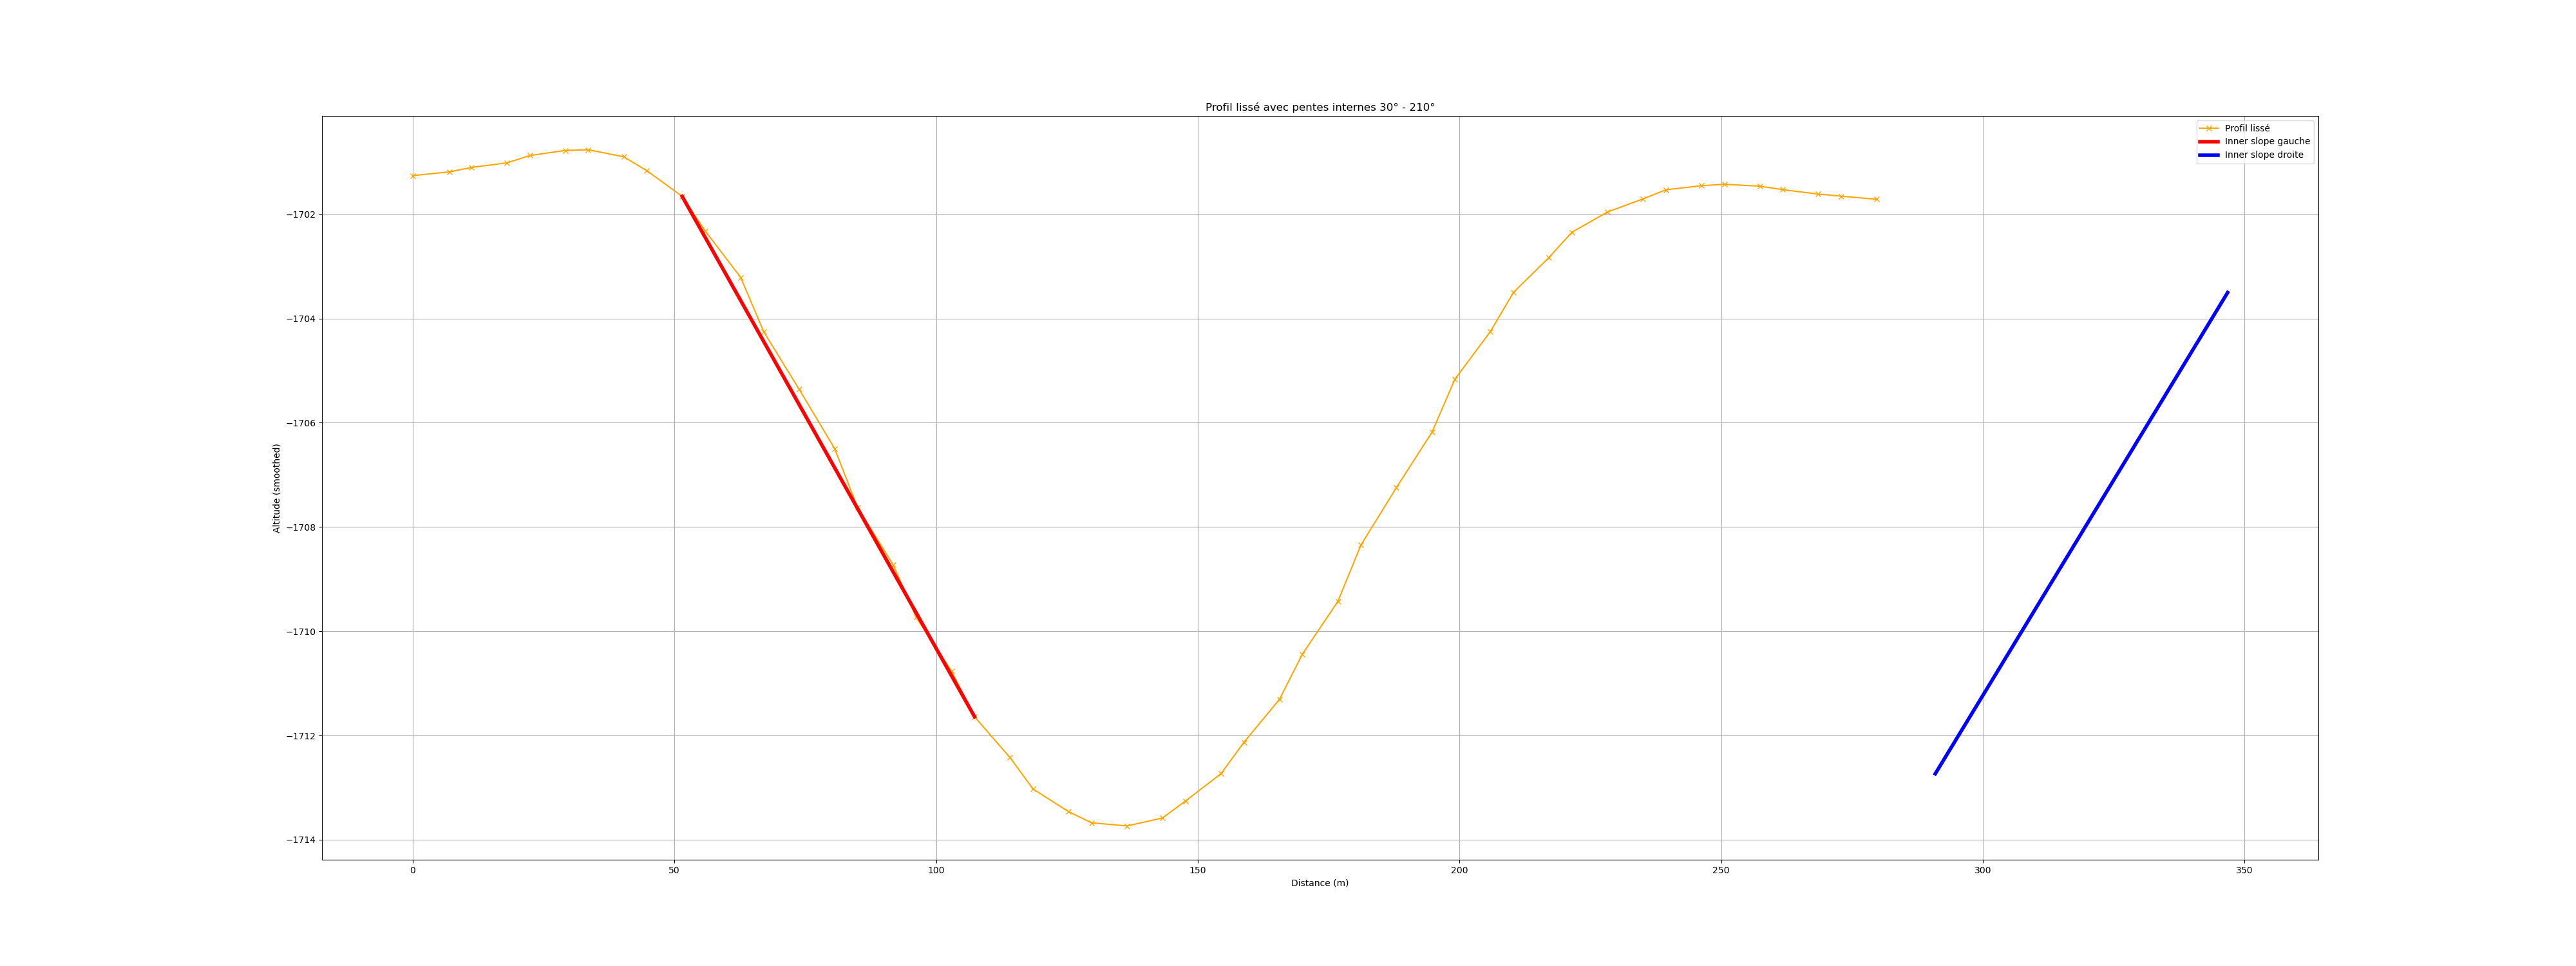 Profil lissé avec pentes internes 30° - 210°
Profil lissé
Inner slope gauche
Inner slope droite
Altitude (smoothed)
−1702
−1704
−1706
−1708
−1710
−1712
−1714
0 50 100 150 200 250 300 350
Distance (m)